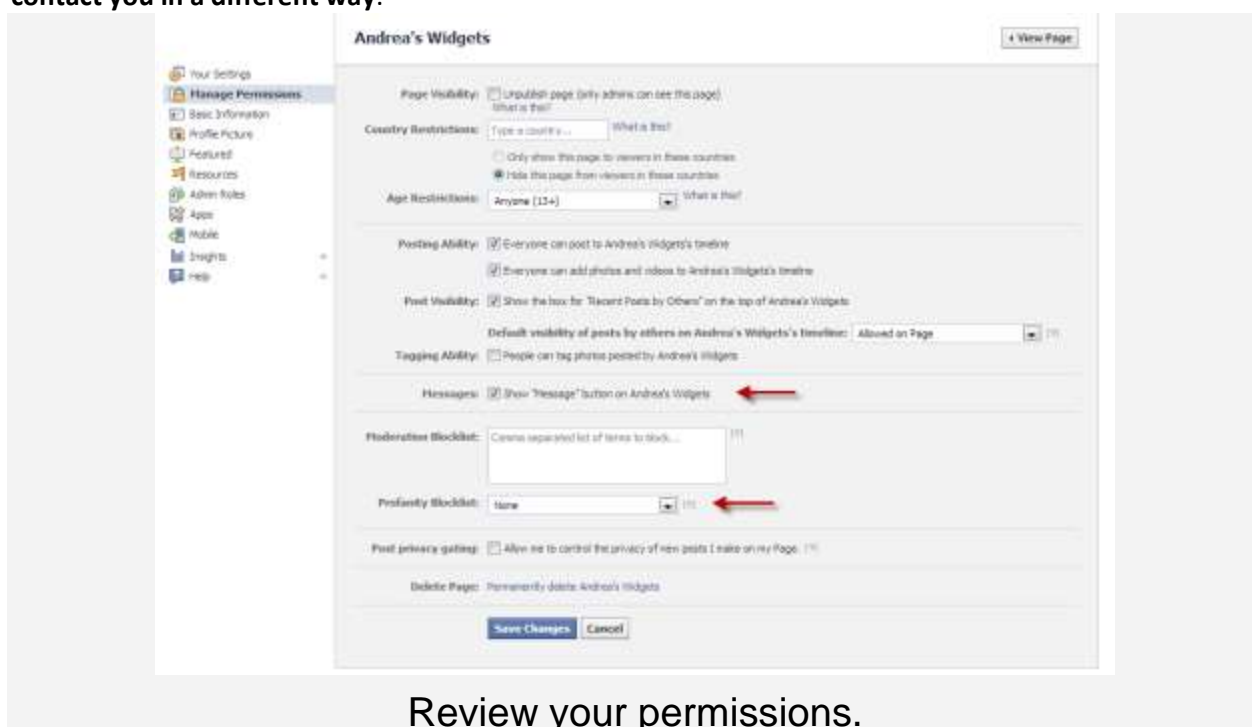 contact you in a different way.
Andrea's Widgets
View Page
Your Settings
Manage Permissions
Basic Information
Profile Picture
Featured
Resources
Admin Roles
Apps
Mobile
Insights
Help
Page Visibility: Unpublish page (only admins can see this page)
What is this?
Country Restrictions: Type a country... What is this?
Only show this page to viewers in these countries
Hide this page from viewers in these countries
Age Restrictions: Anyone (13+) What is this?
Posting Ability: Everyone can post to Andrea's Widgets's timeline
Everyone can add photos and videos to Andrea's Widgets's timeline
Post Visibility: Show the box for "Recent Posts by Others" on the top of Andrea's Widgets
Default visibility of posts by others on Andrea's Widgets's timeline: Allowed on Page [?]
Tagging Ability: People can tag photos posted by Andrea's Widgets
Messages: Show "Message" button on Andrea's Widgets
Moderation Blocklist: Comma separated list of terms to block... [?]
Profanity Blocklist: None [?]
Post privacy gating: Allow me to control the privacy of new posts I make on my Page. [?]
Delete Page: Permanently delete Andrea's Widgets
Save Changes Cancel
Review your permissions.